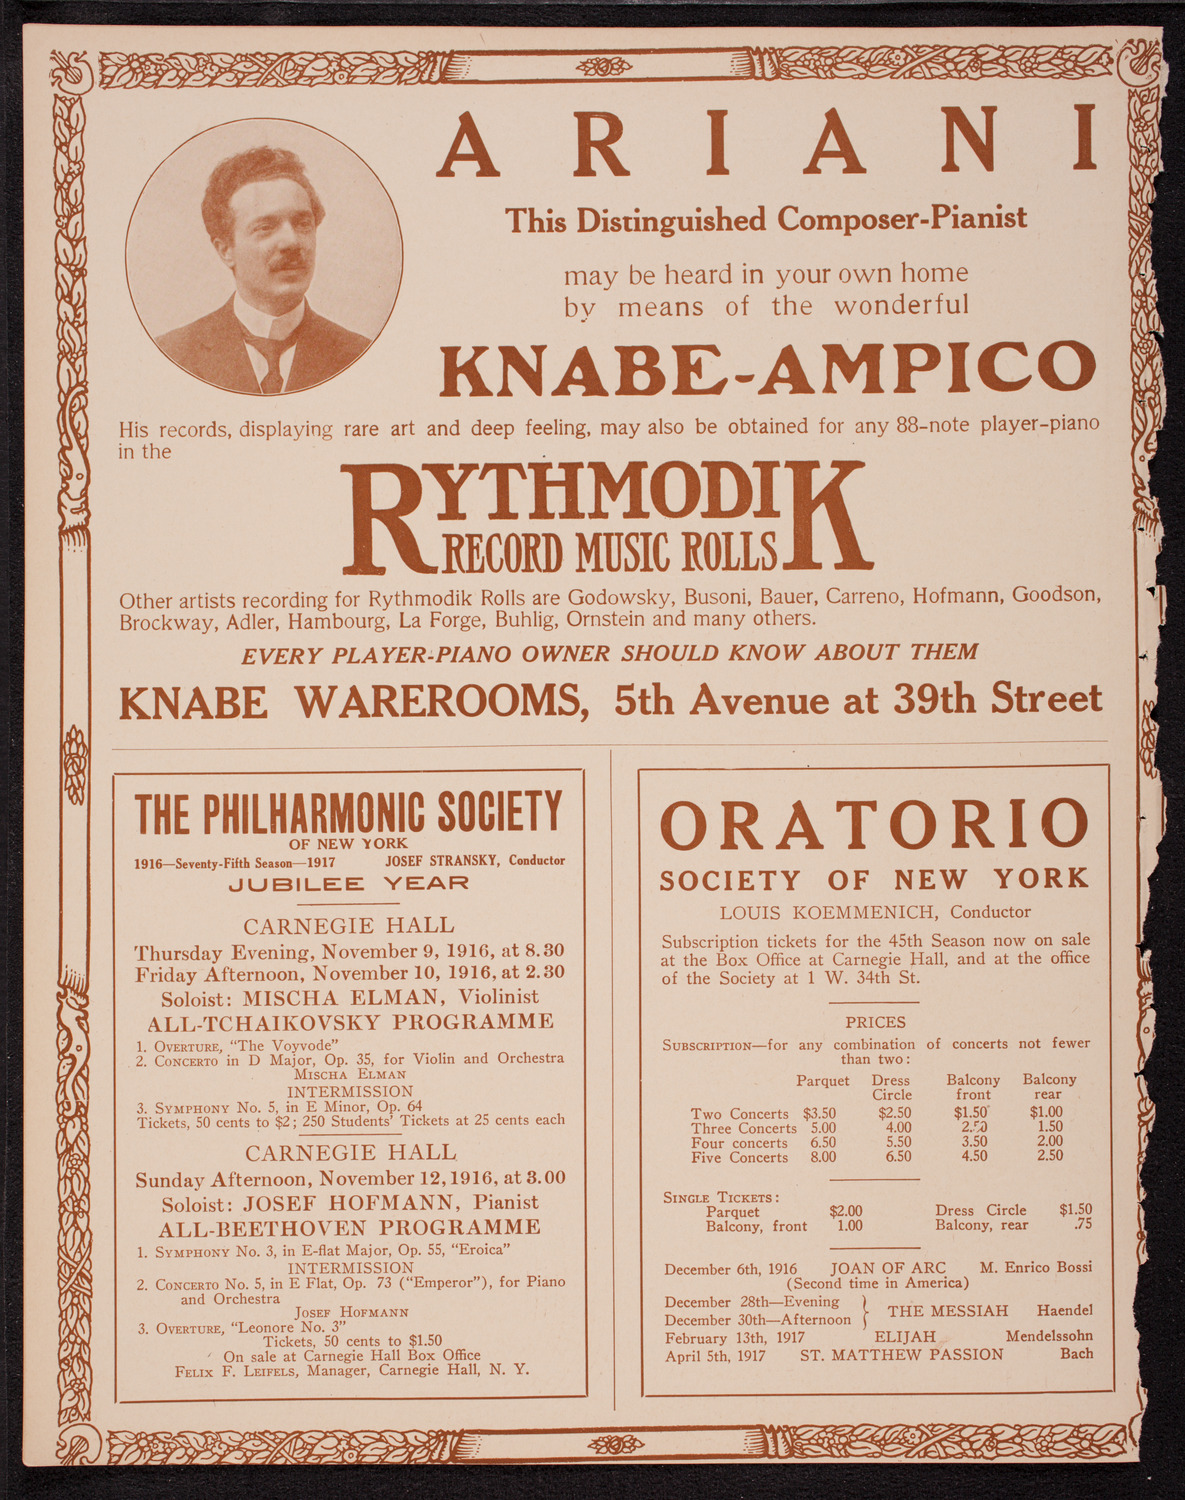 ARIANI
This Distinguished Composer-Pianist
may be heard in your own home
by means of the wonderful
KNABE-AMPICO
His records, displaying rare art and deep feeling, may also be obtained for any 88-note player-piano
in the
RYTHMODIK
RECORD MUSIC ROLLS
Other artists recording for Rythmodik Rolls are Godowsky, Busoni, Bauer, Carreno, Hofmann, Goodson,
Brockway, Adler, Hambourg, La Forge, Buhlig, Ornstein and many others.
EVERY PLAYER-PIANO OWNER SHOULD KNOW ABOUT THEM
KNABE WAREROOMS, 5th Avenue at 39th Street
THE PHILHARMONIC SOCIETY
OF NEW YORK
1916—Seventy-Fifth Season—1917 JOSEF STRANSKY, Conductor
JUBILEE YEAR
CARNEGIE HALL
Thursday Evening, November 9, 1916, at 8.30
Friday Afternoon, November 10, 1916, at 2.30
Soloist: MISCHA ELMAN, Violinist
ALL-TCHAIKOVSKY PROGRAMME
1. OVERTURE, "The Voyvode"
2. CONCERTO in D Major, Op. 35, for Violin and Orchestra
MISCHA ELMAN
INTERMISSION
3. SYMPHONY No. 5, in E Minor, Op. 64
Tickets, 50 cents to $2; 250 Students' Tickets at 25 cents each
CARNEGIE HALL
Sunday Afternoon, November 12, 1916, at 3.00
Soloist: JOSEF HOFMANN, Pianist
ALL-BEETHOVEN PROGRAMME
1. SYMPHONY No. 3, in E-flat Major, Op. 55, "Eroica"
INTERMISSION
2. CONCERTO No. 5, in E Flat, Op. 73 ("Emperor"), for Piano
and Orchestra
JOSEF HOFMANN
3. OVERTURE, "Leonore No. 3"
Tickets, 50 cents to $1.50
On sale at Carnegie Hall Box Office
FELIX F. LEIFELS, Manager, Carnegie Hall, N. Y.
ORATORIO
SOCIETY OF NEW YORK
LOUIS KOEMMENICH, Conductor
Subscription tickets for the 45th Season now on sale
at the Box Office at Carnegie Hall, and at the office
of the Society at 1 W. 34th St.
PRICES
SUBSCRIPTION—for any combination of concerts not fewer
than two:
Parquet Dress Balcony Balcony
Circle front rear
Two Concerts $3.50 $2.50 $1.50 $1.00
Three Concerts 5.00 4.00 2.50 1.50
Four concerts 6.50 5.50 3.50 2.00
Five Concerts 8.00 6.50 4.50 2.50
SINGLE TICKETS:
Parquet $2.00 Dress Circle $1.50
Balcony, front 1.00 Balcony, rear .75
December 6th, 1916 JOAN OF ARC M. Enrico Bossi
(Second time in America)
December 28th—Evening
December 30th—Afternoon } THE MESSIAH Haendel
February 13th, 1917 ELIJAH Mendelssohn
April 5th, 1917 ST. MATTHEW PASSION Bach